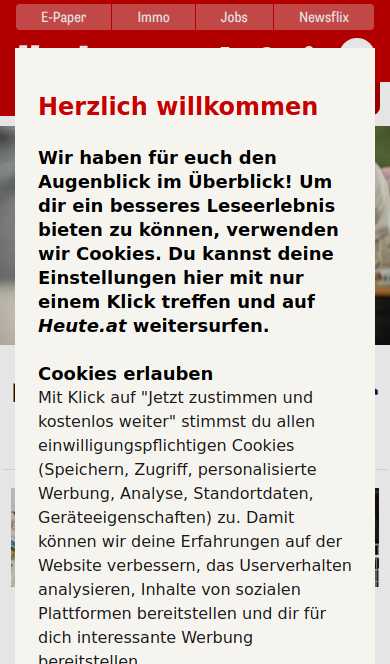 E-Paper Immo Jobs Newsflix
Herzlich willkommen
Wir haben für euch den
Augenblick im Überblick! Um
dir ein besseres Leseerlebnis
bieten zu können, verwenden
wir Cookies. Du kannst deine
Einstellungen hier mit nur
einem Klick treffen und auf
Heute.at weitersurfen.
Cookies erlauben
Mit Klick auf "Jetzt zustimmen und
kostenlos weiter" stimmst du allen
einwilligungspflichtigen Cookies
(Speichern, Zugriff, personalisierte
Werbung, Analyse, Standortdaten,
Geräteeigenschaften) zu. Damit
können wir deine Erfahrungen auf der
Website verbessern, das Userverhalten
analysieren, Inhalte von sozialen
Plattformen bereitstellen und dir für
dich interessante Werbung
bereitstellen